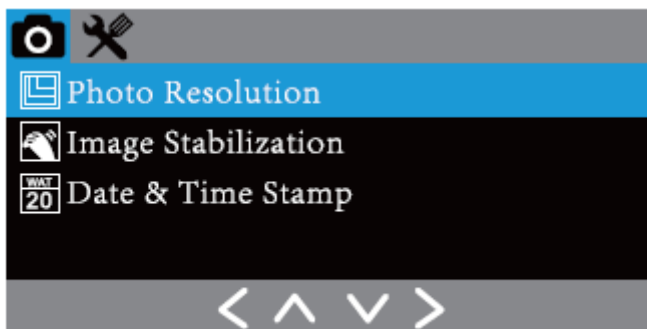 Photo Resolution
Image Stabilization
WAT
20
Date & Time Stamp